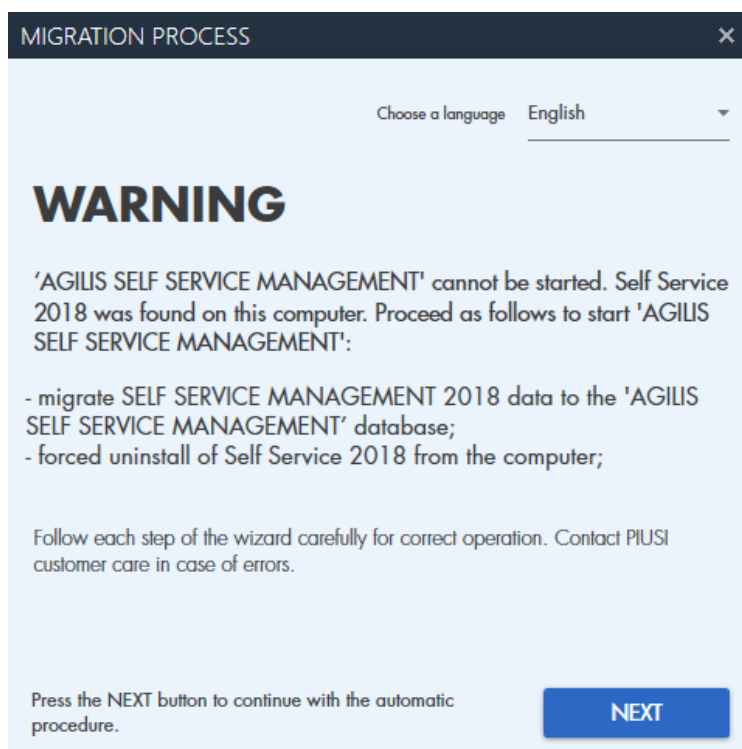 MIGRATION PROCESS
Choose a language English
WARNING
‘AGILIS SELF SERVICE MANAGEMENT' cannot be started. Self Service
2018 was found on this computer. Proceed as follows to start 'AGILIS
SELF SERVICE MANAGEMENT':
- migrate SELF SERVICE MANAGEMENT 2018 data to the 'AGILIS
SELF SERVICE MANAGEMENT’ database;
- forced uninstall of Self Service 2018 from the computer;
Follow each step of the wizard carefully for correct operation. Contact PIUSI
customer care in case of errors.
Press the NEXT button to continue with the automatic
procedure.
NEXT